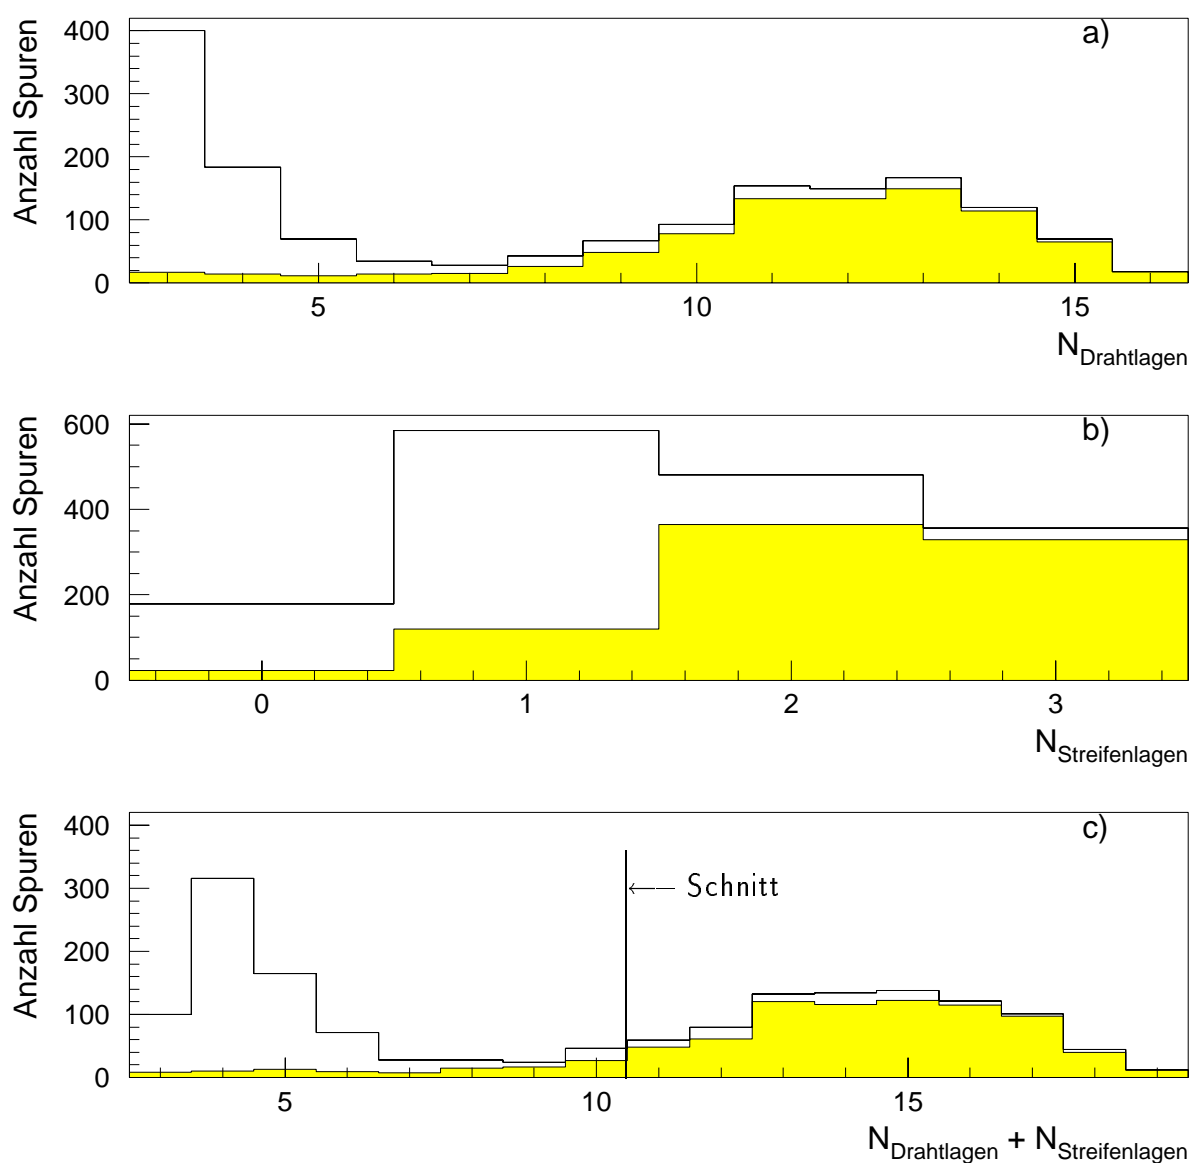 a)
Anzahl Spuren
400
300
200
100
0
5
10
15
N_Drahtlagen
b)
Anzahl Spuren
600
400
200
0
0
1
2
3
N_Streifenlagen
c)
Anzahl Spuren
400
300
200
100
0
Schnitt
5
10
15
N_Drahtlagen + N_Streifenlagen